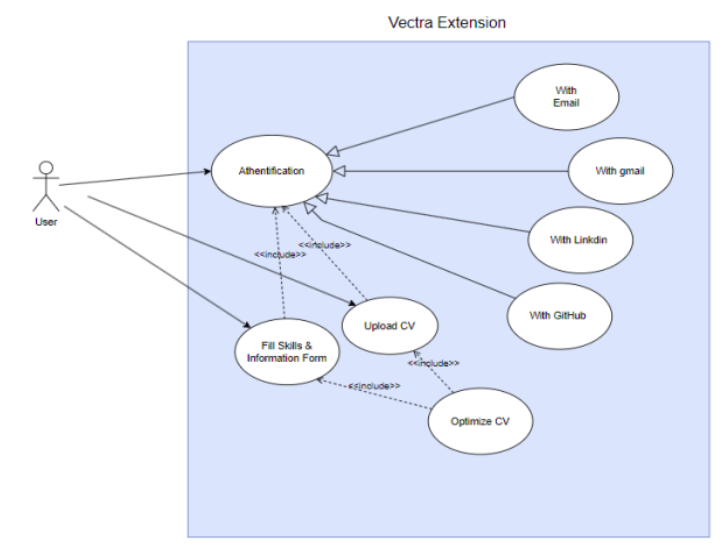 Vectra Extension
With
Email
Athentification
With gmail
User
With Linkdin
<<include>>
<<include>>
With GitHub
Upload CV
Fill Skills &
Information Form
<<include>>
<<include>>
Optimize CV